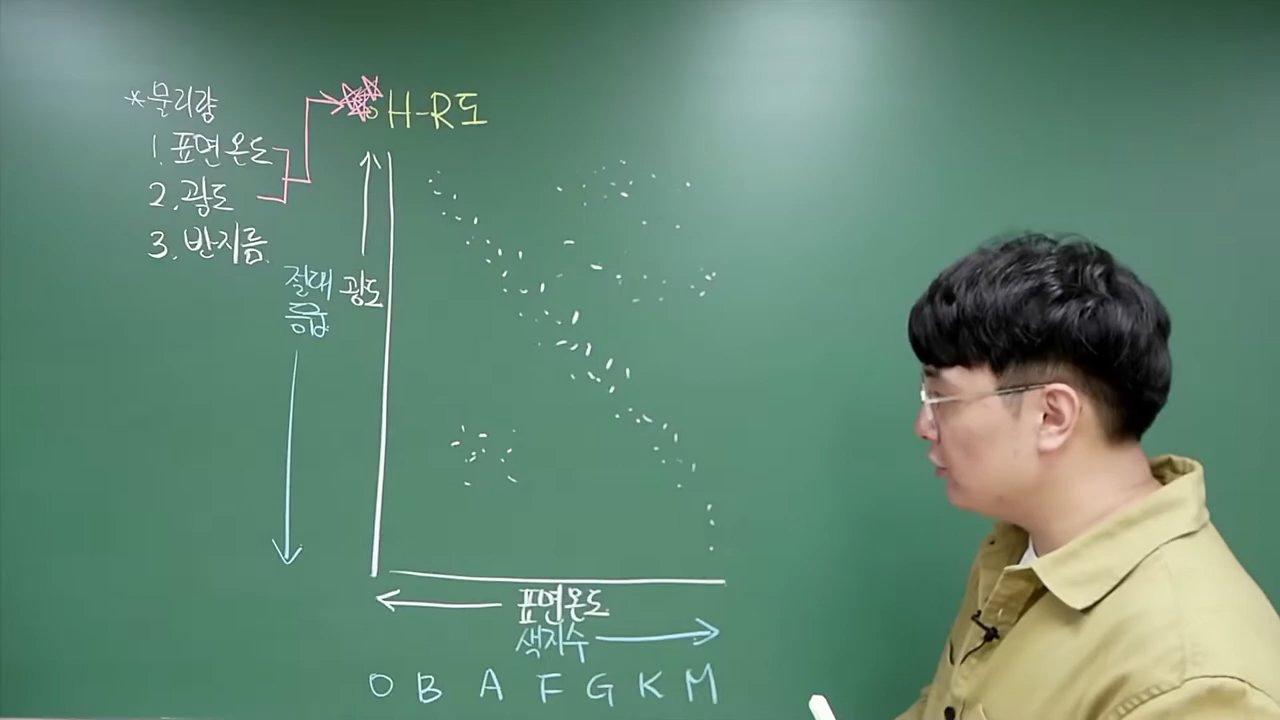 *물리량
1. 표면온도
2. 광도
3. 반지름
H-R도
절대
등급
광도
표면온도
색지수
O B A F G K M